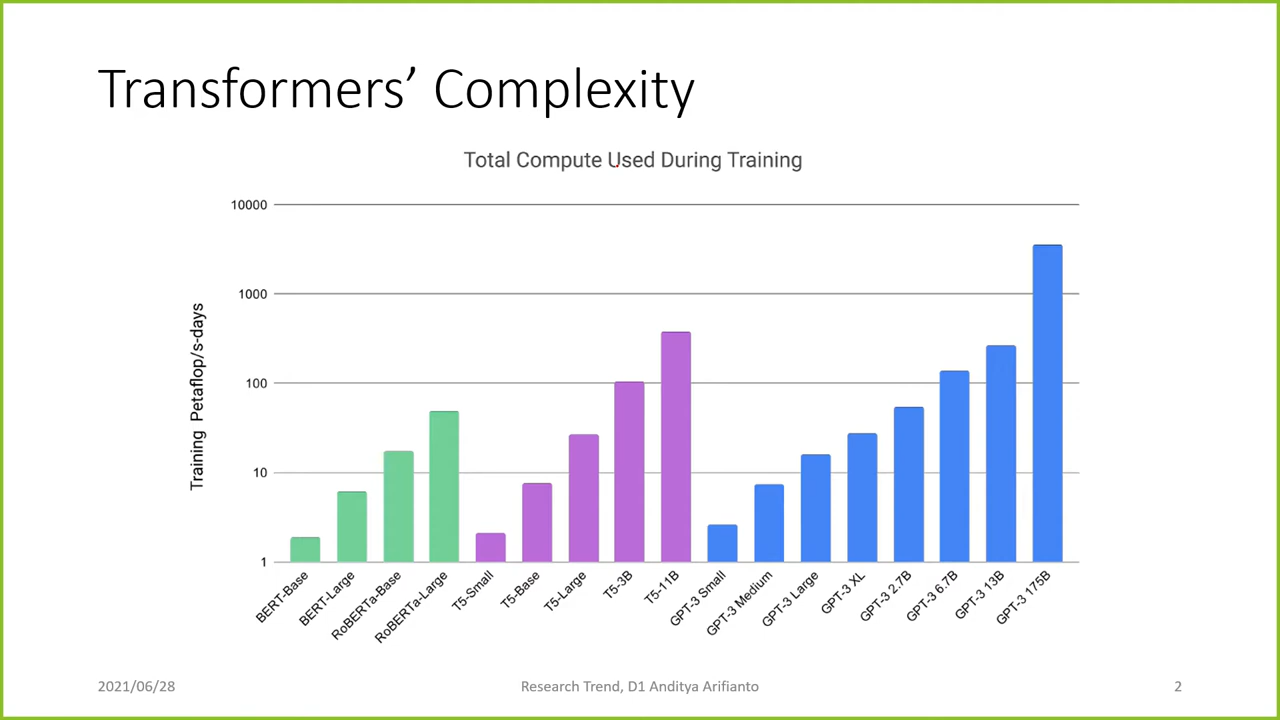 Transformers’ Complexity
Total Compute Used During Training
Training Petaflop/s-days
10000
1000
100
10
1
BERT-Base
BERT-Large
RoBERTa-Base
RoBERTa-Large
T5-Small
T5-Base
T5-Large
T5-3B
T5-11B
GPT-3 Small
GPT-3 Medium
GPT-3 Large
GPT-3 XL
GPT-3 2.7B
GPT-3 6.7B
GPT-3 13B
GPT-3 175B
2021/06/28
Research Trend, D1 Anditya Arifianto
2